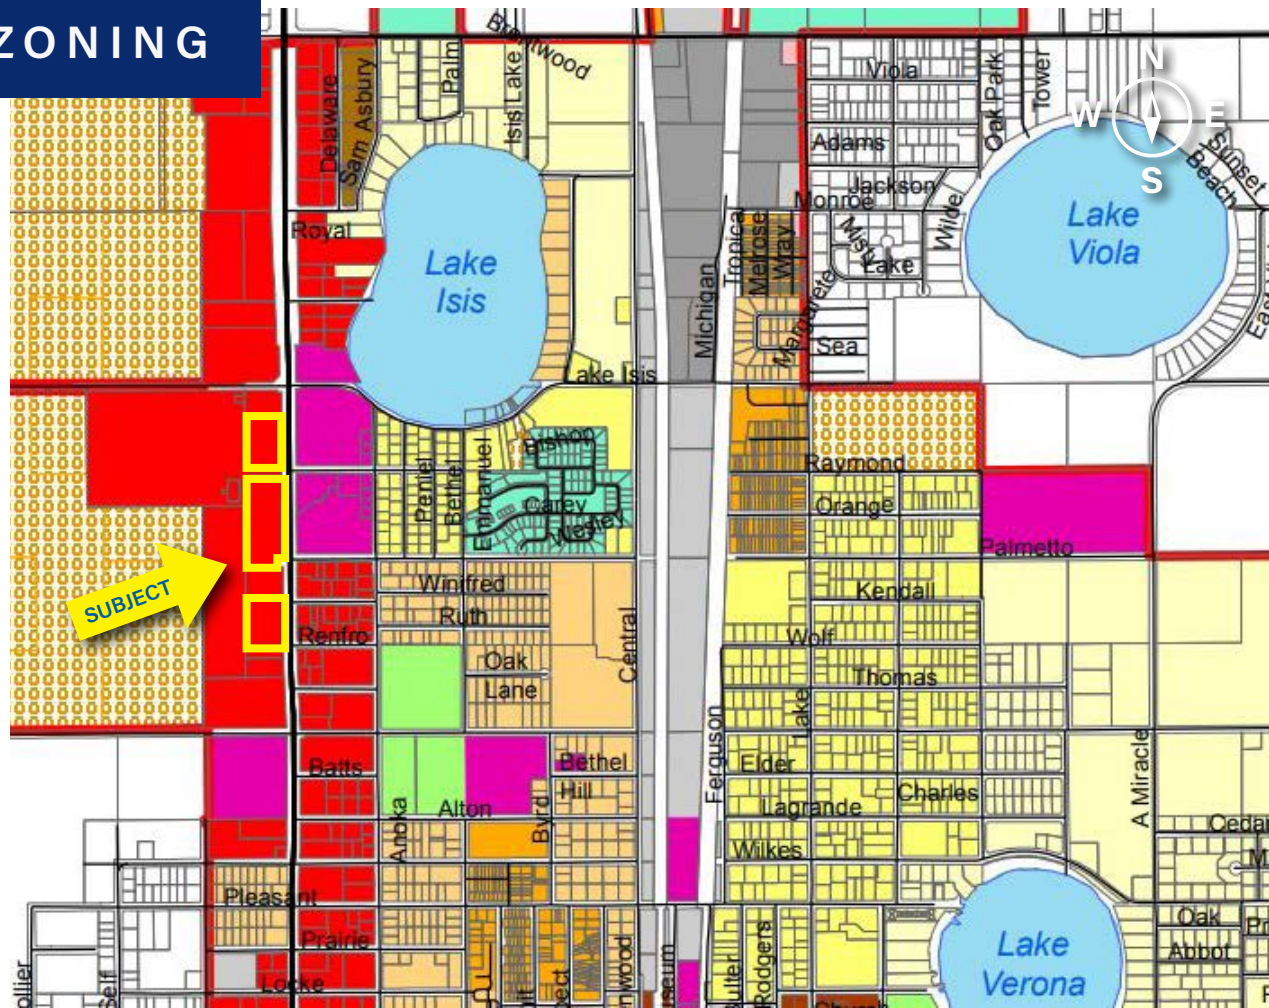 ZONING
Brentwood
Palm
Isis Lake
Delaware
Sam Asbury
Viola
Oak Park
Tower
N
W
E
S
Adams
Sunset
Beach
Jackson
Monroe
Wilde
Misty
Lake
Royal
Lake
Isis
Lake
Viola
Tropical
Melrose
Way
Michigan
Margarete
Sea
Lake Isis
Bishop
Peniel
Bethel
Emmanuel
Carey
Wesley
Raymond
Orange
Palmetto
SUBJECT
Winifred
Ruth
Renfro
Central
Kendall
Wolf
Oak
Lane
Thomas
Lake
Ferguson
Batts
Bethel
Hill
Elder
Alton
Byrd
Anoka
Lagrande
Charles
A Miracle
Wilkes
Cedar
Pleasant
Prairie
Locke
Self
Rodgers
Oak
Abbot
Lake
Verona
Church